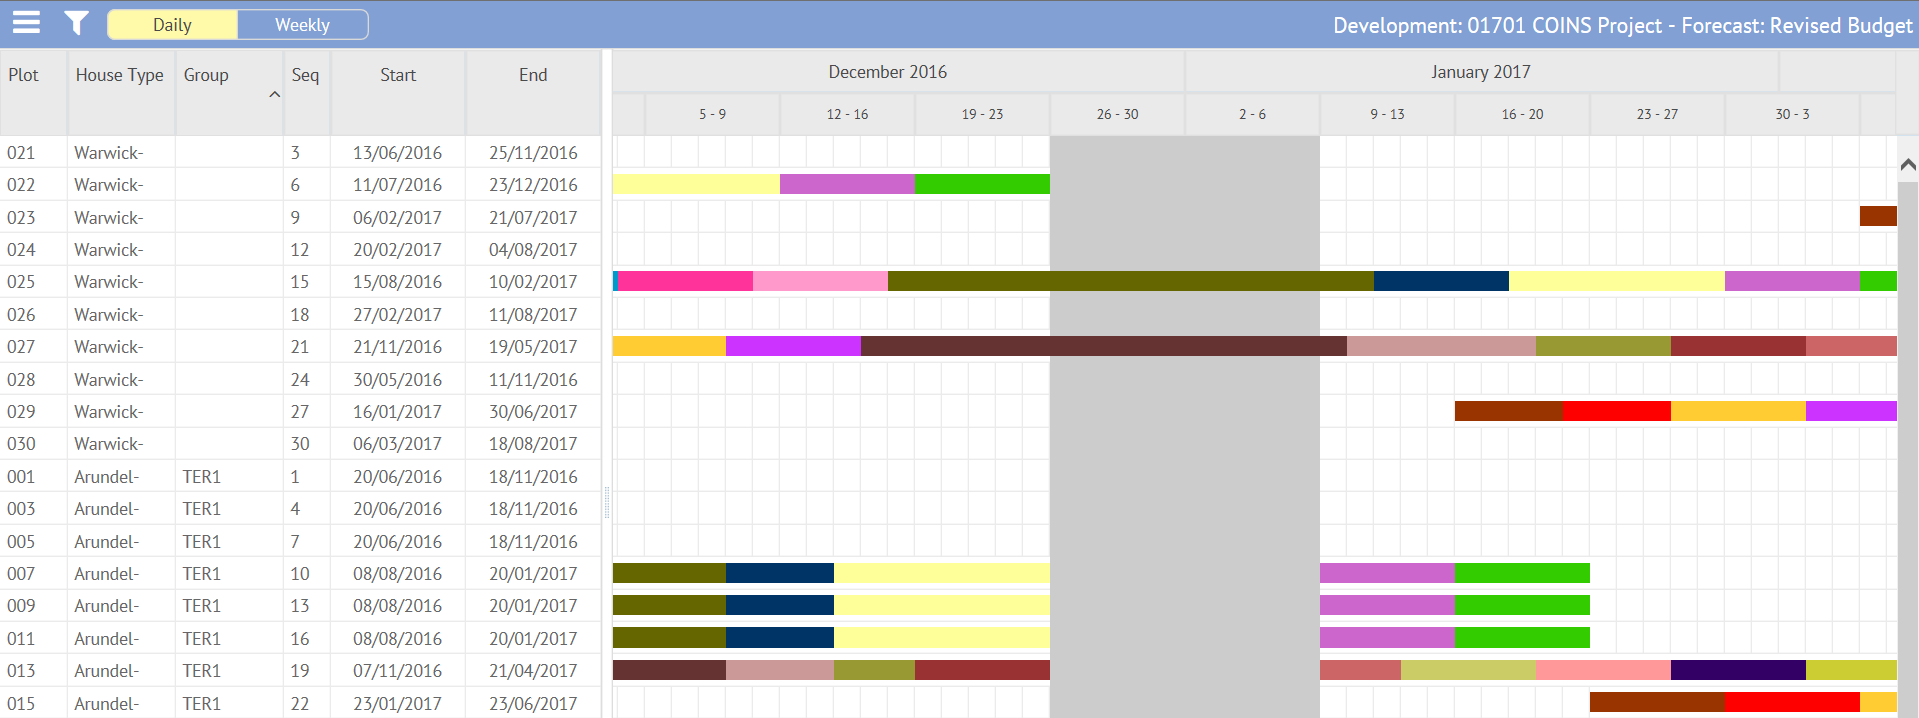 Daily Weekly Development: 01701 COINS Project - Forecast: Revised Budget
Plot House Type Group Seq Start End December 2016 January 2017
5 - 9 12 - 16 19 - 23 26 - 30 2 - 6 9 - 13 16 - 20 23 - 27 30 - 3
021 Warwick- 3 13/06/2016 25/11/2016
022 Warwick- 6 11/07/2016 23/12/2016
023 Warwick- 9 06/02/2017 21/07/2017
024 Warwick- 12 20/02/2017 04/08/2017
025 Warwick- 15 15/08/2016 10/02/2017
026 Warwick- 18 27/02/2017 11/08/2017
027 Warwick- 21 21/11/2016 19/05/2017
028 Warwick- 24 30/05/2016 11/11/2016
029 Warwick- 27 16/01/2017 30/06/2017
030 Warwick- 30 06/03/2017 18/08/2017
001 Arundel- TER1 1 20/06/2016 18/11/2016
003 Arundel- TER1 4 20/06/2016 18/11/2016
005 Arundel- TER1 7 20/06/2016 18/11/2016
007 Arundel- TER1 10 08/08/2016 20/01/2017
009 Arundel- TER1 13 08/08/2016 20/01/2017
011 Arundel- TER1 16 08/08/2016 20/01/2017
013 Arundel- TER1 19 07/11/2016 21/04/2017
015 Arundel- TER1 22 23/01/2017 23/06/2017